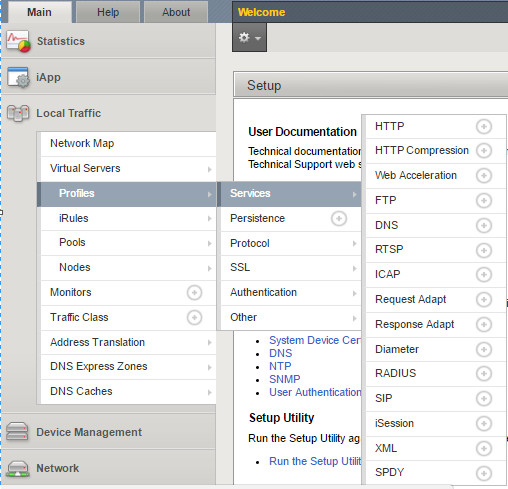 Main
Help
About
Welcome
Statistics
iApp
Local Traffic
Network Map
Virtual Servers
Profiles
iRules
Pools
Nodes
Monitors
Traffic Class
Address Translation
DNS Express Zones
DNS Caches
Device Management
Network
Services
Persistence
Protocol
SSL
Authentication
Other
HTTP
HTTP Compression
Web Acceleration
FTP
DNS
RTSP
ICAP
Request Adapt
Response Adapt
Diameter
RADIUS
SIP
iSession
XML
SPDY
Setup
User Documentation
Technical documentation
Technical Support web
System Device
DNS
NTP
SNMP
User Authentication
Setup Utility
Run the Setup Utility
Run the Setup